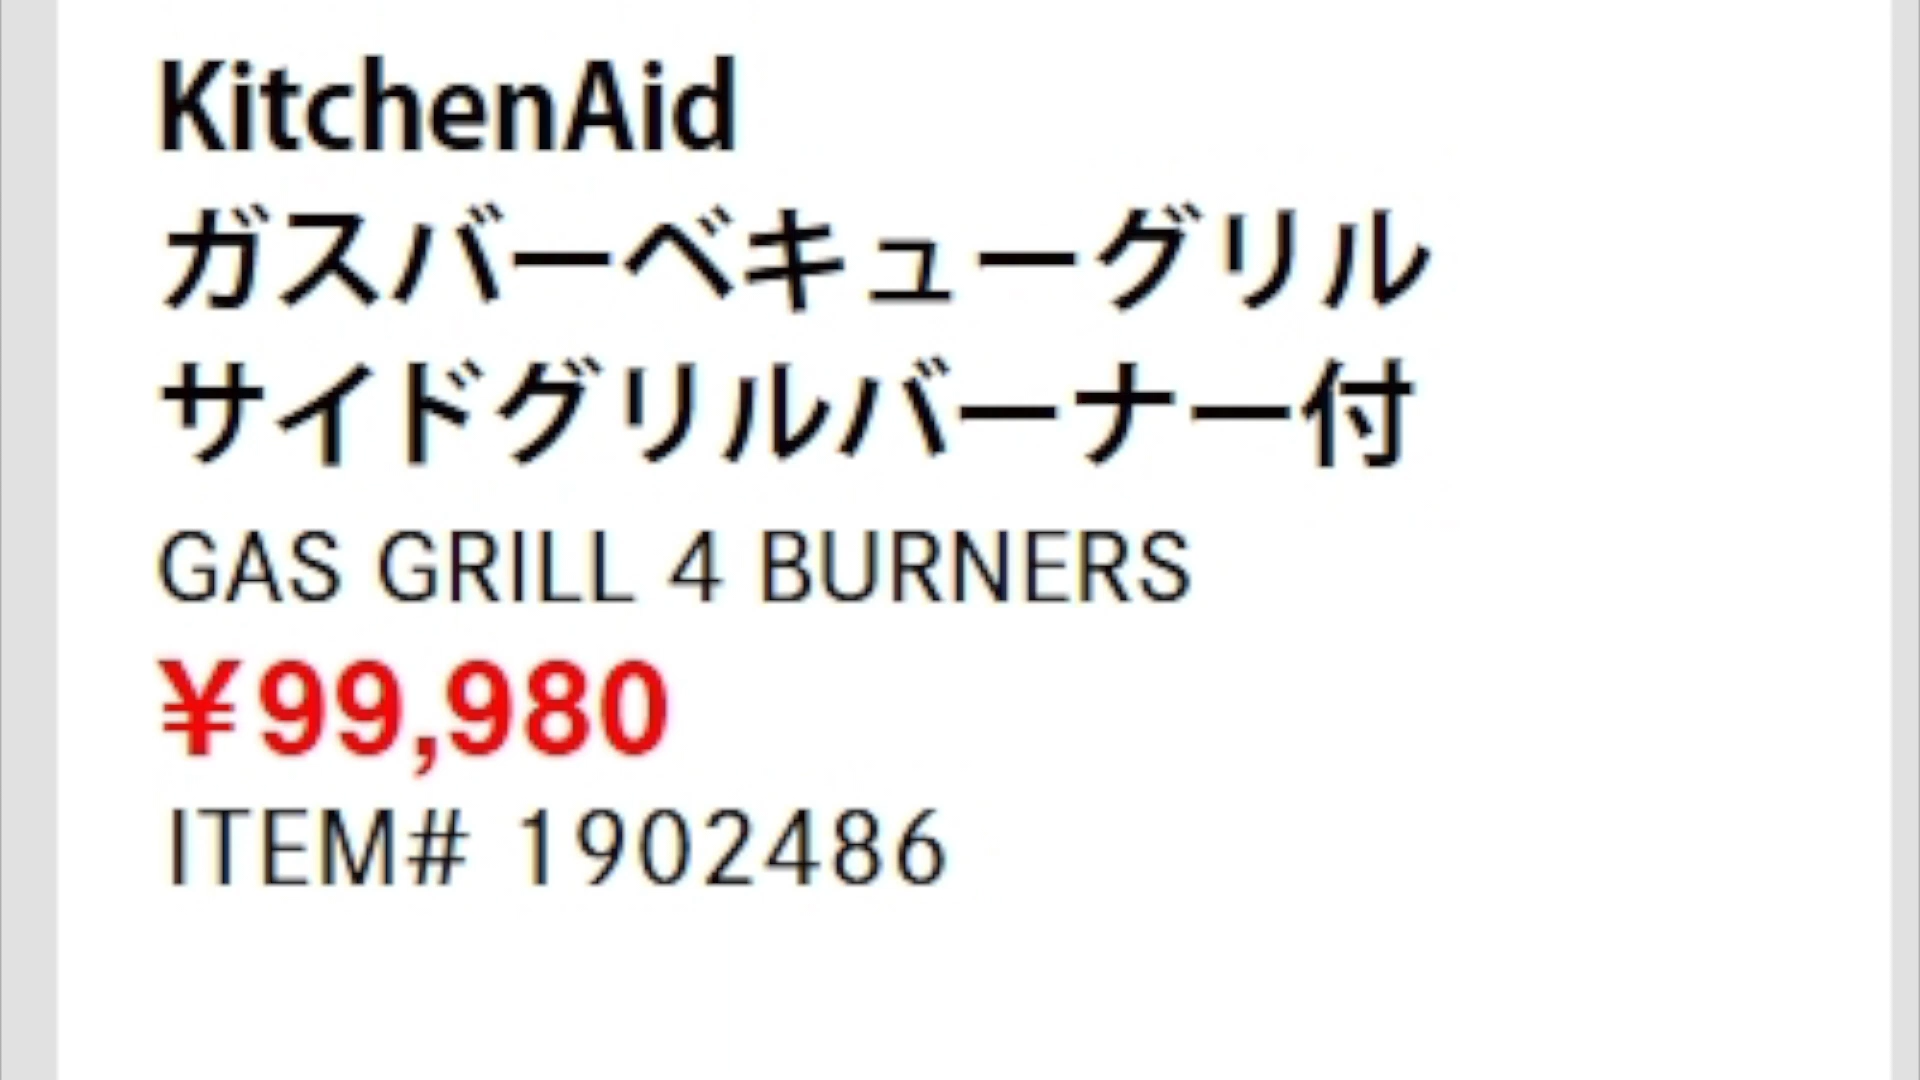 KitchenAid
ガスバーベキューグリル
サイドグリルバーナー付
GAS GRILL 4 BURNERS
¥99,980
ITEM# 1902486